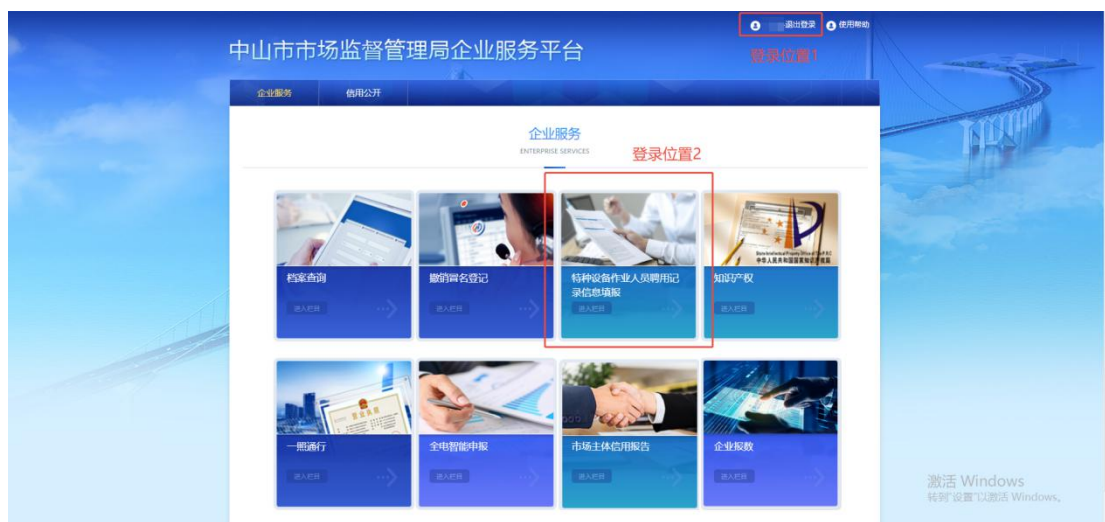 退出登录 使用帮助
登录位置1
中山市市场监督管理局企业服务平台
企业服务 信用公开
企业服务
ENTERPRISE SERVICES
登录位置2
档案查询
撤销冒名登记
特种设备作业人员聘用记
录信息填报
知识产权
进入栏目
进入栏目
进入栏目
进入栏目
一照通行
全电智能申报
市场主体信用报告
企业报数
进入栏目
进入栏目
进入栏目
进入栏目
激活 Windows
转到"设置"以激活 Windows。